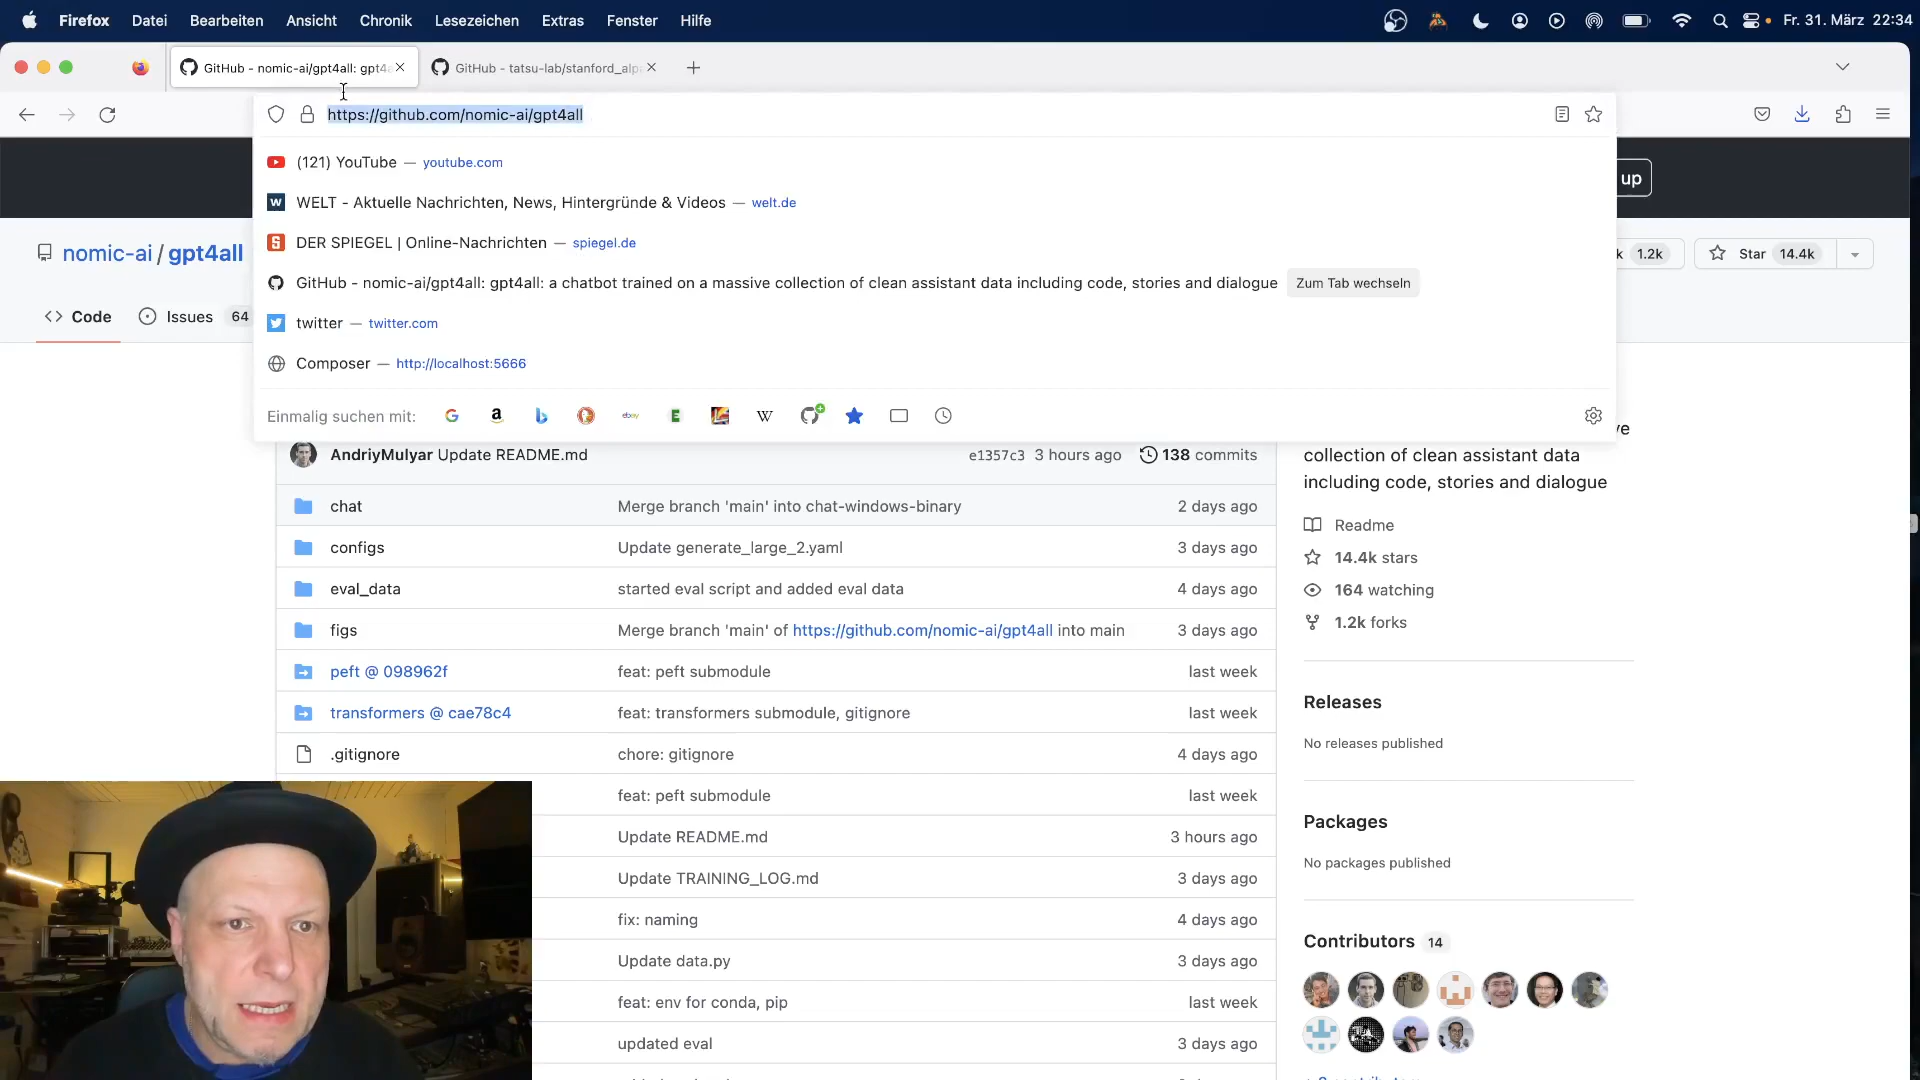 Firefox Datei Bearbeiten Ansicht Chronik Lesezeichen Extras Fenster Hilfe Fr. 31. März 22:34
GitHub - nomic-ai/gpt4all: gpt4 GitHub - tatsu-lab/stanford_alp
https://github.com/nomic-ai/gpt4all
(121) YouTube — youtube.com
up
WELT - Aktuelle Nachrichten, News, Hintergründe & Videos — welt.de
DER SPIEGEL | Online-Nachrichten — spiegel.de
nomic-ai / gpt4all
k 1.2k Star 14.4k
GitHub - nomic-ai/gpt4all: gpt4all: a chatbot trained on a massive collection of clean assistant data including code, stories and dialogue Zum Tab wechseln
Code Issues 64
twitter — twitter.com
Composer — http://localhost:5666
Einmalig suchen mit:
ve
AndriyMulyar Update README.md e1357c3 3 hours ago 138 commits
collection of clean assistant data
including code, stories and dialogue
chat Merge branch 'main' into chat-windows-binary 2 days ago
Readme
configs Update generate_large_2.yaml 3 days ago
14.4k stars
eval_data started eval script and added eval data 4 days ago
164 watching
figs Merge branch 'main' of https://github.com/nomic-ai/gpt4all into main 3 days ago
1.2k forks
peft @ 098962f feat: peft submodule last week
Releases
transformers @ cae78c4 feat: transformers submodule, gitignore last week
No releases published
.gitignore chore: gitignore 4 days ago
feat: peft submodule last week
Packages
Update README.md 3 hours ago
No packages published
Update TRAINING_LOG.md 3 days ago
fix: naming 4 days ago
Contributors 14
Update data.py 3 days ago
feat: env for conda, pip last week
updated eval 3 days ago